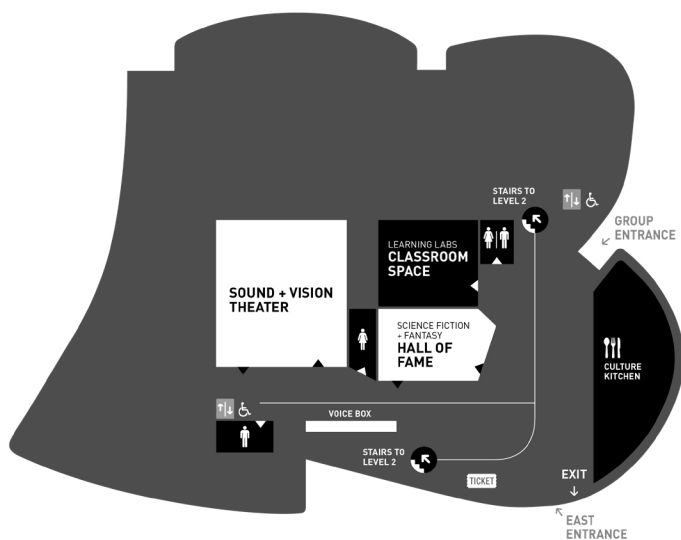 STAIRS TO
LEVEL 2
GROUP
ENTRANCE
LEARNING LABS
CLASSROOM
SPACE
SOUND + VISION
THEATER
SCIENCE FICTION
+ FANTASY
HALL OF
FAME
CULTURE
KITCHEN
VOICE BOX
STAIRS TO
LEVEL 2
TICKET
EXIT
EAST
ENTRANCE